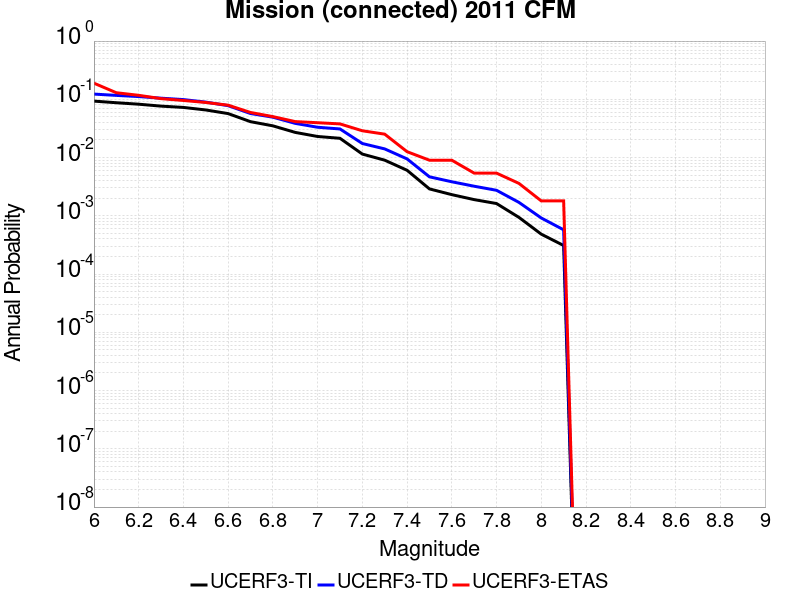 Mission (connected) 2011 CFM
10^0
10^-1
10^-2
10^-3
10^-4
10^-5
10^-6
10^-7
10^-8
Annual Probability
6 6.2 6.4 6.6 6.8 7 7.2 7.4 7.6 7.8 8 8.2 8.4 8.6 8.8 9
Magnitude
UCERF3-TI UCERF3-TD UCERF3-ETAS